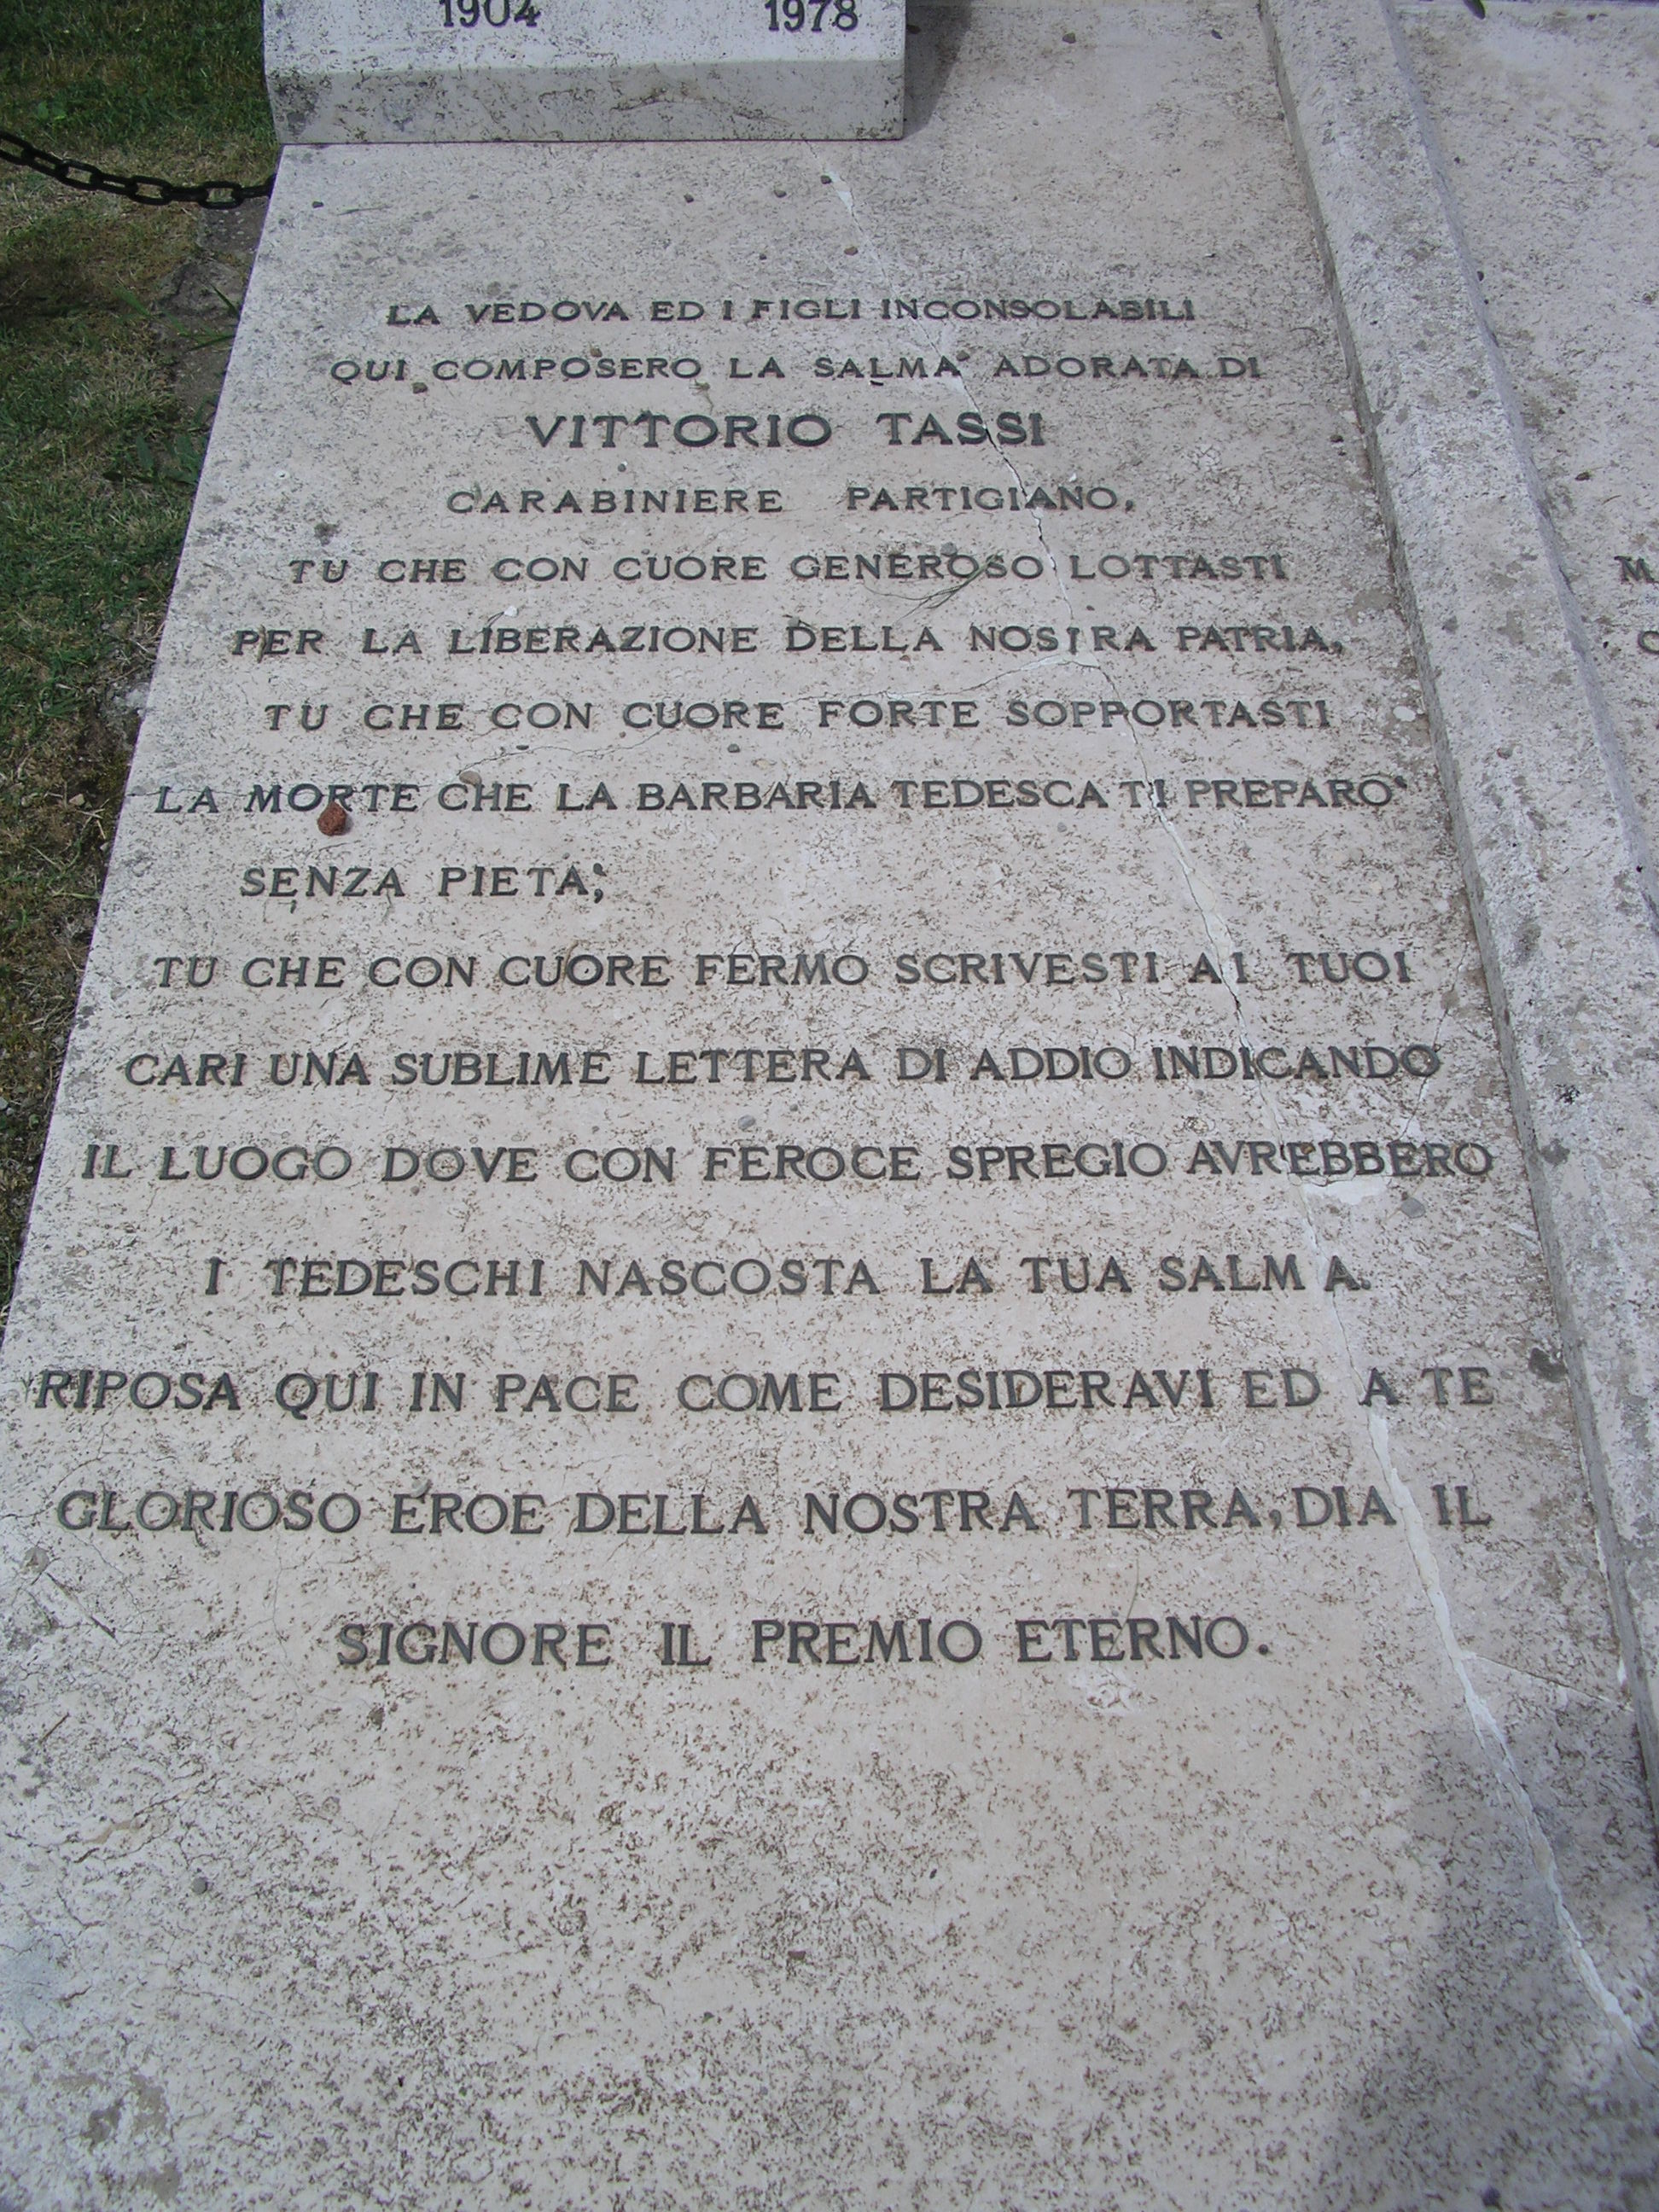 1904 1978
LA VEDOVA ED I FIGLI INCONSOLABILI
QUI COMPOSERO LA SALMA ADORATA DI
VITTORIO TASSI
CARABINIERE PARTIGIANO,
TU CHE CON CUORE GENEROSO LOTTASTI
PER LA LIBERAZIONE DELLA NOSTRA PATRIA,
TU CHE CON CUORE FORTE SOPPORTASTI
LA MORTE CHE LA BARBARIA TEDESCA TI PREPARO'
SENZA PIETA';
TU CHE CON CUORE FERMO SCRIVESTI AI TUOI
CARI UNA SUBLIME LETTERA DI ADDIO INDICANDO
IL LUOGO DOVE CON FEROCE SPREGIO AVREBBERO
I TEDESCHI NASCOSTA LA TUA SALMA.
RIPOSA QUI IN PACE COME DESIDERAVI ED A TE
GLORIOSO EROE DELLA NOSTRA TERRA, DIA IL
SIGNORE IL PREMIO ETERNO.